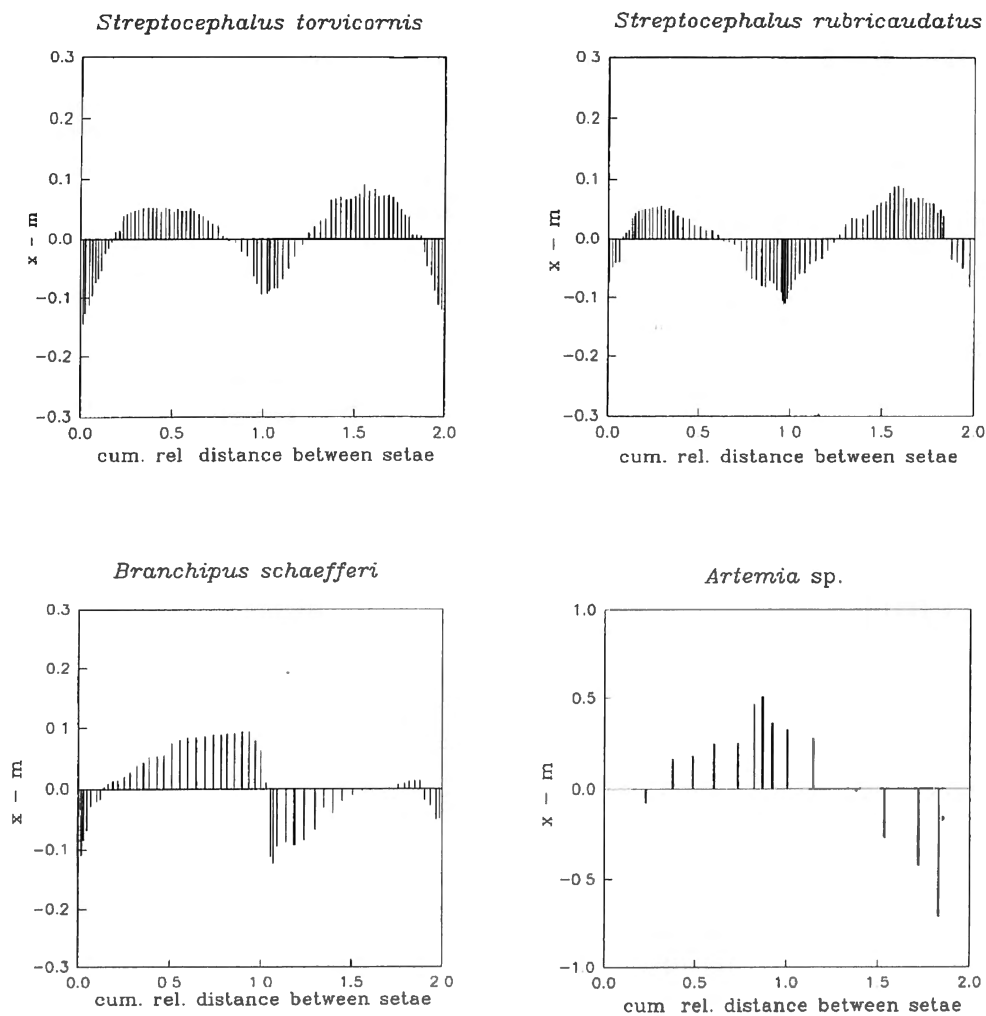 Streptocephalus torvicornis
0.3
0.2
0.1
0.0
−0.1
−0.2
−0.3
x − m
0.0 0.5 1.0 1.5 2.0
cum. rel distance between setae
Streptocephalus rubricaudatus
0.3
0.2
0.1
0.0
−0.1
−0.2
−0.3
x − m
0.0 0.5 1 0 1.5 2.0
cum. rel. distance between setae
Branchipus schaefferi
0.3
0.2
0.1
0.0
−0.1
−0.2
−0.3
x − m
0.0 0.5 1.0 1.5 2.0
cum. rel. distance between setae
Artemia sp.
1.0
0.5
0.0
−0.5
−1.0
x − m
0.0 0.5 1.0 1.5 2.0
cum rel. distance between setae